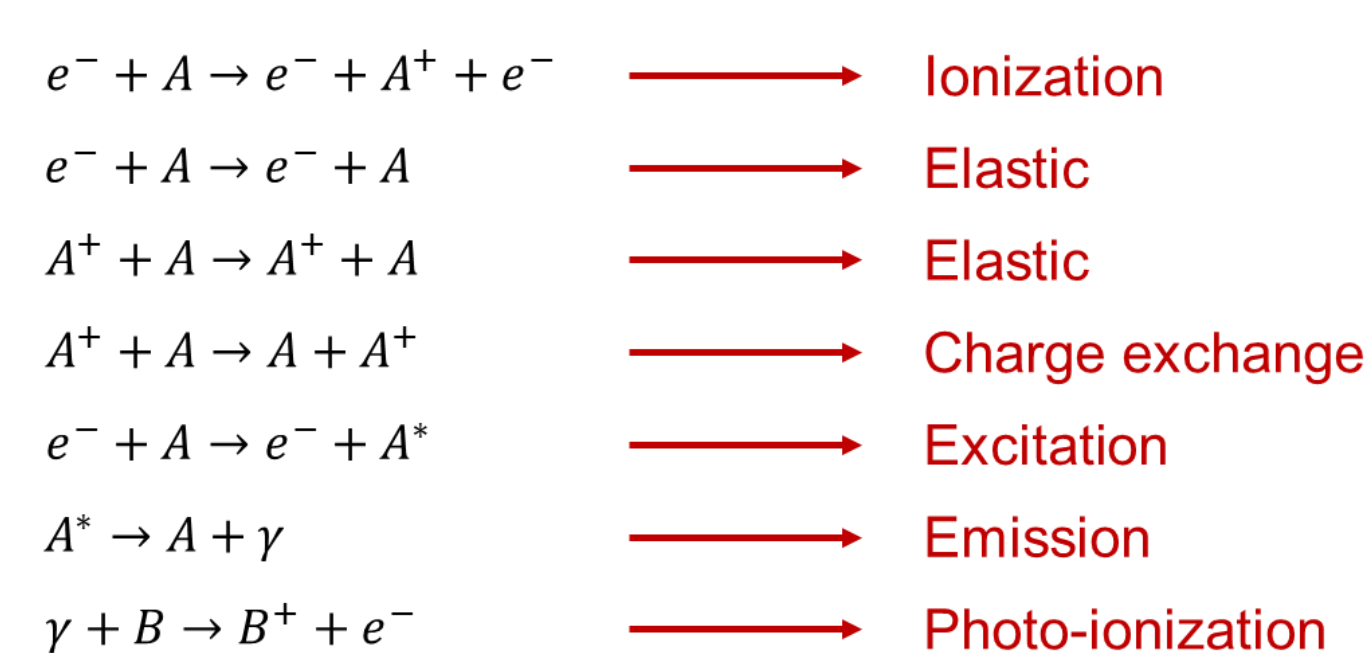 e⁻ + A → e⁻ + A⁺ + e⁻ ⟶ Ionization
e⁻ + A → e⁻ + A ⟶ Elastic
A⁺ + A → A⁺ + A ⟶ Elastic
A⁺ + A → A + A⁺ ⟶ Charge exchange
e⁻ + A → e⁻ + A* ⟶ Excitation
A* → A + γ ⟶ Emission
γ + B → B⁺ + e⁻ ⟶ Photo-ionization